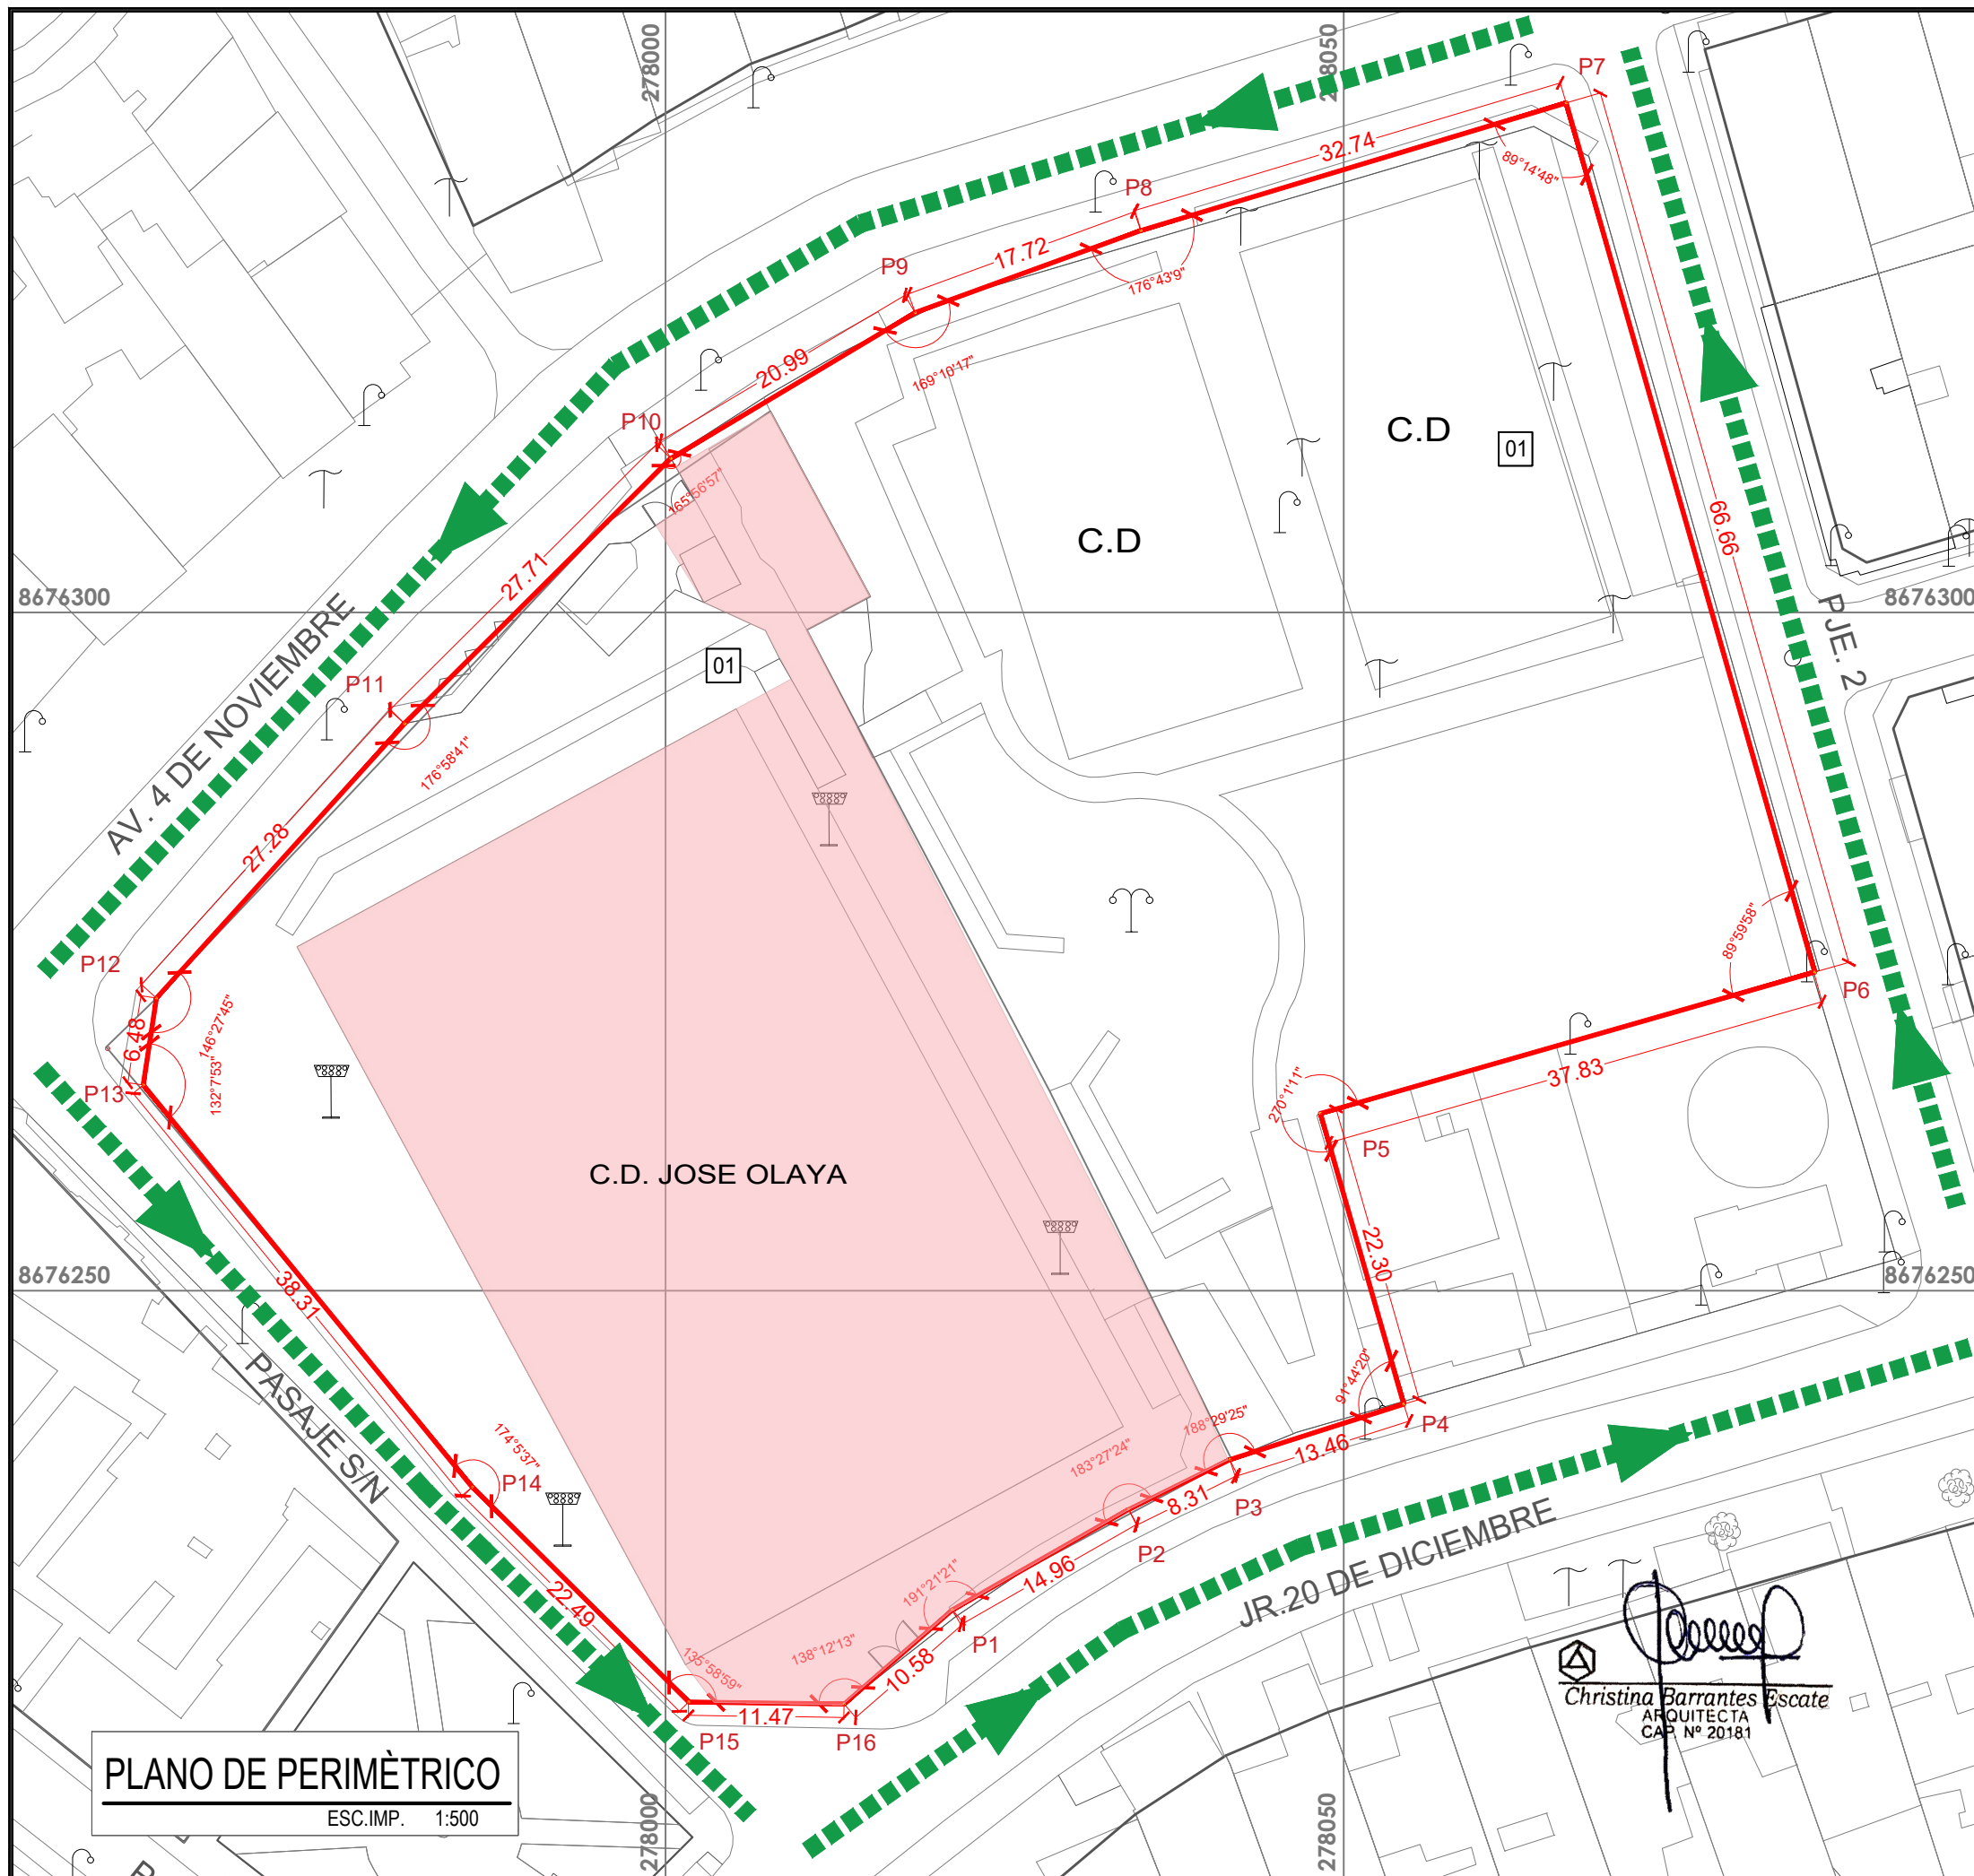 278000
278050
P7
32.74
89°14'48"
P8
17.72
176°43'9"
P9
169°10'17"
20.99
P10
165°56'57"
C.D
01
C.D
66.66
27.71
8676300
8676300
AV. 4 DE NOVIEMBRE
PJE. 2
01
P11
176°58'41"
27.28
P12
146°27'45"
6.48
132°7'53"
P13
89°59'58"
P6
37.83
270°1'11"
P5
C.D. JOSE OLAYA
22.30
8676250
8676250
38.31
PASAJE S/N
91°44'20"
P4
188°29'25"
13.46
183°27'24"
P3
8.31
174°5'37"
P14
P2
14.96
JR.20 DE DICIEMBRE
191°21'21"
P1
22.49
138°12'13"
135°58'59"
10.58
11.47
P15
P16
Christina Barrantes Escate
ARQUITECTA
CAP. Nº 20181
PLANO DE PERIMÈTRICO
ESC.IMP. 1:500
278000
278050